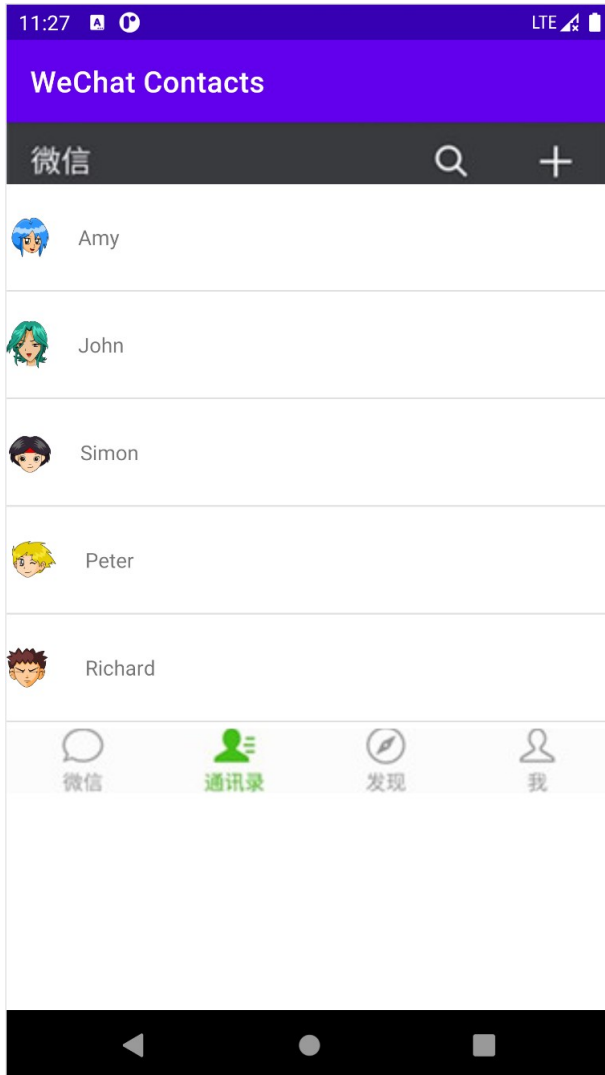 11:27 LTE
WeChat Contacts
微信
Amy
John
Simon
Peter
Richard
微信 通讯录 发现 我